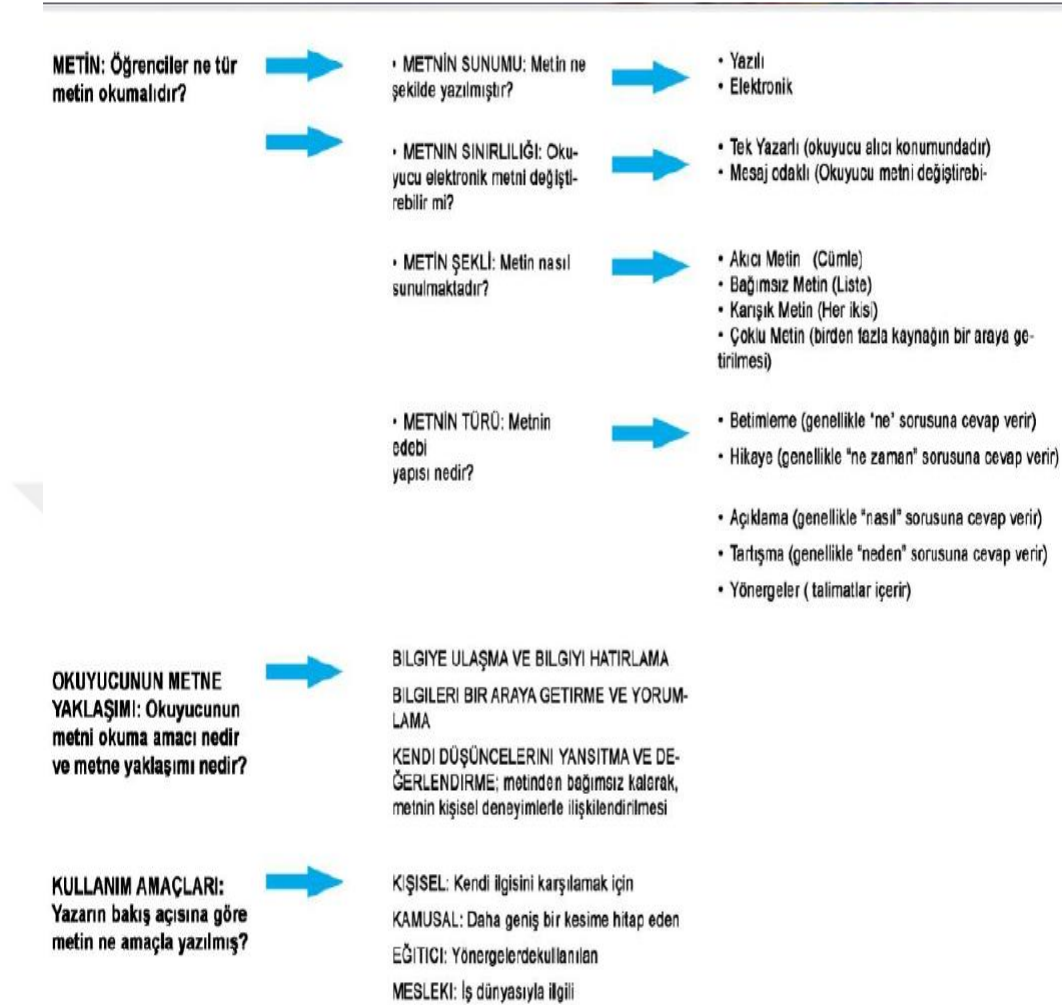 METİN: Öğrenciler ne tür
metin okumalıdır?
• METNİN SUNUMU: Metin ne
şekilde yazılmıştır?
• Yazılı
• Elektronik
• METNIN SINIRLILIĞI: Oku-
yucu elektronik metni değişti-
rebilir mi?
• Tek Yazarlı (okuyucu alıcı konumundadır)
• Mesaj odaklı (Okuyucu metni değiştirebi-
• METİN ŞEKLİ: Metin nasıl
sunulmaktadır?
• Akıcı Metin (Cümle)
• Bağımsız Metin (Liste)
• Karışık Metin (Her ikisi)
• Çoklu Metin (birden fazla kaynağın bir araya ge-
tirilmesi)
• METNİN TÜRÜ: Metnin
edebi
yapısı nedir?
• Betimleme (genellikle "ne" sorusuna cevap verir)
• Hikaye (genellikle "ne zaman" sorusuna cevap verir)
• Açıklama (genellikle "nasıl" sorusuna cevap verir)
• Tartışma (genellikle "neden" sorusuna cevap verir)
• Yönergeler ( talimatlar içerir)
OKUYUCUNUN METNE
YAKLAŞIMI: Okuyucunun
metni okuma amacı nedir
ve metne yaklaşımı nedir?
BILGIYE ULAŞMA VE BILGIYI HATIRLAMA
BILGILERI BIR ARAYA GETIRME VE YORUM-
LAMA
KENDI DÜŞÜNCELERINI YANSITMA VE DE-
ĞERLENDIRME; metinden bağımsız kalarak,
metnin kişisel deneyimlerle ilişkilendirilmesi
KULLANIM AMAÇLARI:
Yazarın bakış açısına göre
metin ne amaçla yazılmış?
KIŞISEL: Kendi ilgisini karşılamak için
KAMUSAL: Daha geniş bir kesime hitap eden
EĞITICI: Yönergelerdekullanılan
MESLEKI: İş dünyasıyla ilgili